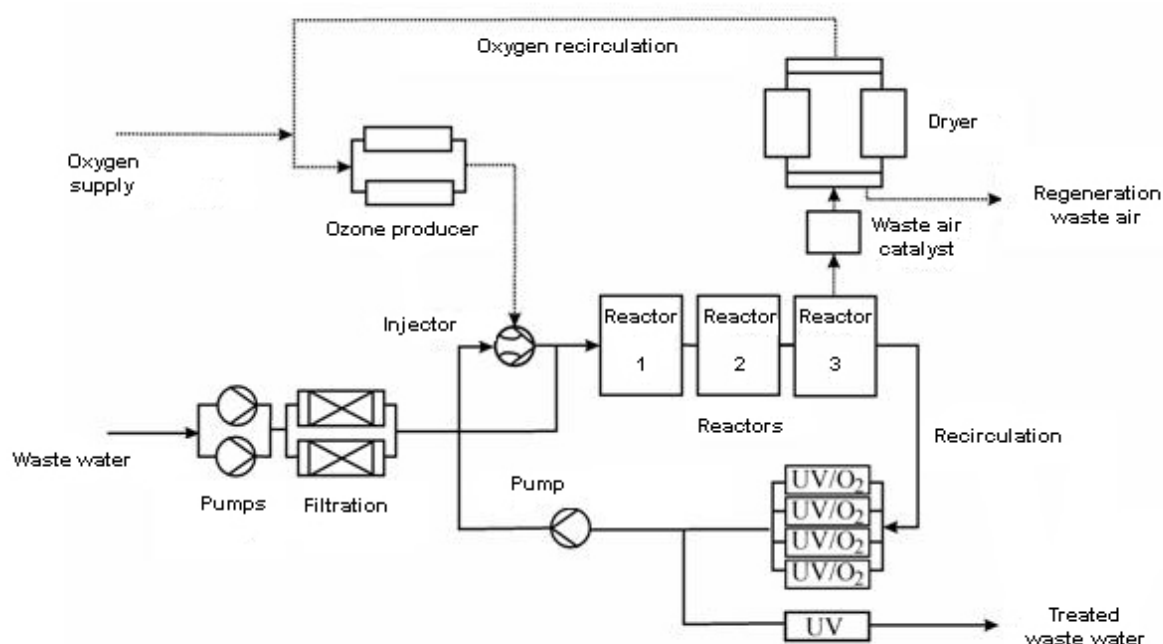 Oxygen recirculation
Dryer
Oxygen
supply
Regeneration
waste air
Ozone producer
Waste air
catalyst
Injector
Reactor
1
Reactor
2
Reactor
3
Reactors
Recirculation
Waste water
Pumps
Filtration
Pump
UV/O2
UV/O2
UV/O2
UV/O2
UV
Treated
waste water